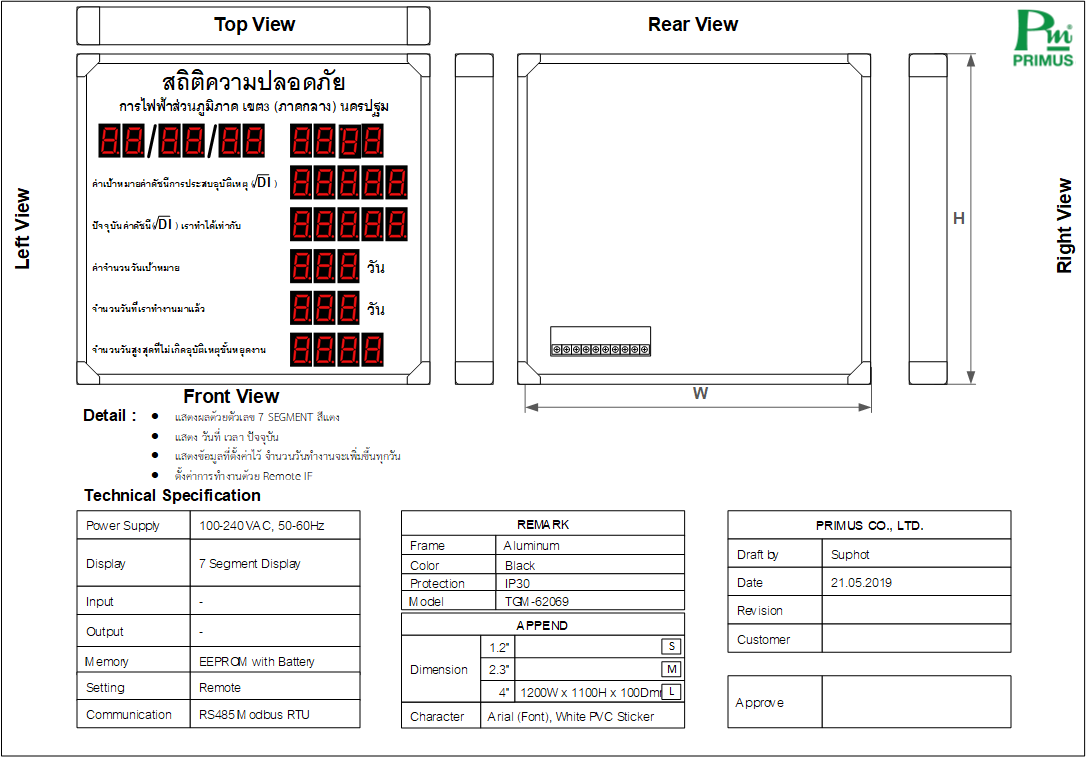 Top View
Rear View
Pm
PRIMUS
สถิติความปลอดภัย
การไฟฟ้าส่วนภูมิภาค เขต3 (ภาคกลาง) นครปฐม
88/88/88 8888
ค่าเป้าหมายค่าดัชนีการประสบอุบัติเหตุ (√DI ) 88888
ปัจจุบันค่าดัชนี(√DI ) เราทำได้เท่ากับ 88888
ค่าจำนวนวันเป้าหมาย 888 วัน
จำนวนวันที่เราทำงานมาแล้ว 888 วัน
จำนวนวันสูงสุดที่ไม่เกิดอุบัติเหตุขั้นหยุดงาน 8888
Left View
H
Right View
W
Front View
Detail :
• แสดงผลด้วยตัวเลข 7 SEGMENT สีแดง
• แสดง วันที่ เวลา ปัจจุบัน
• แสดงข้อมูลที่ตั้งค่าไว้ จำนวนวันทำงานจะเพิ่มขึ้นทุกวัน
• ตั้งค่าการทำงานด้วย Remote IF
Technical Specification
Power Supply 100-240 VAC, 50-60Hz
Display 7 Segment Display
Input -
Output -
Memory EEPROM with Battery
Setting Remote
Communication RS485 Modbus RTU
REMARK
Frame Aluminum
Color Black
Protection IP30
Model TGM-62069
APPEND
Dimension
1.2" S
2.3" M
4" 1200W x 1100H x 100Dmm L
Character Arial (Font), White PVC Sticker
PRIMUS CO., LTD.
Draft by Suphot
Date 21.05.2019
Revision
Customer
Approve